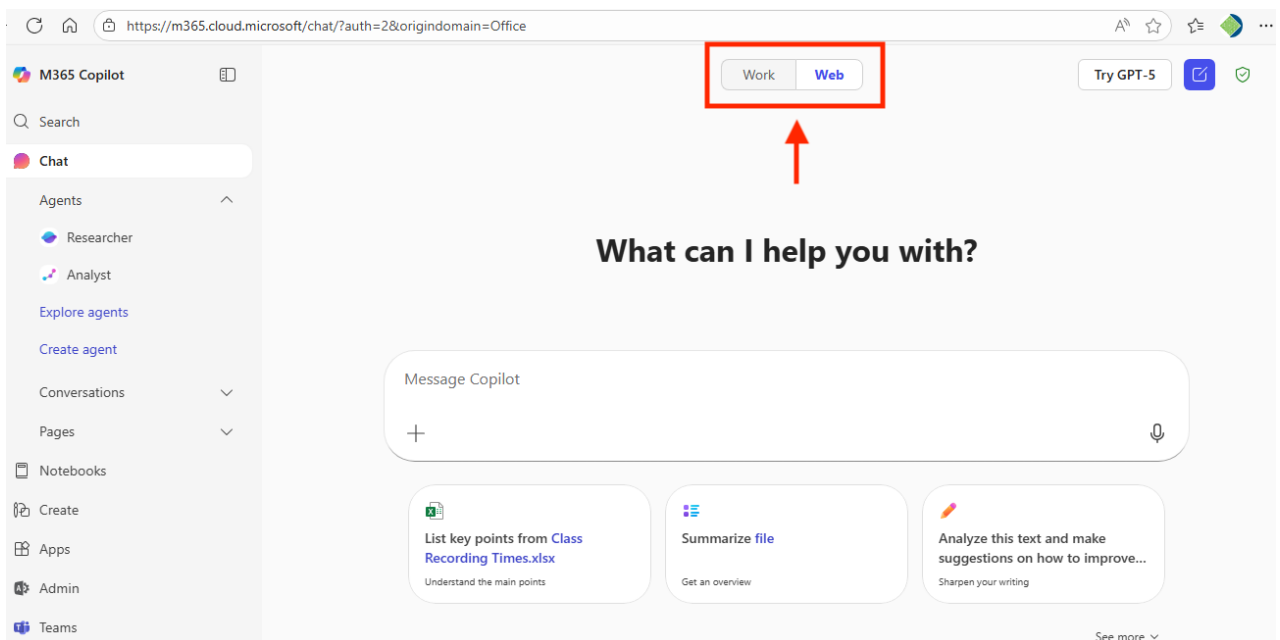 https://m365.cloud.microsoft/chat/?auth=2&origindomain=Office
M365 Copilot
Search
Chat
Agents
Researcher
Analyst
Explore agents
Create agent
Conversations
Pages
Notebooks
Create
Apps
Admin
Teams
Work Web
Try GPT-5
What can I help you with?
Message Copilot
List key points from Class
Recording Times.xlsx
Understand the main points
Summarize file
Get an overview
Analyze this text and make
suggestions on how to improve...
Sharpen your writing
See more